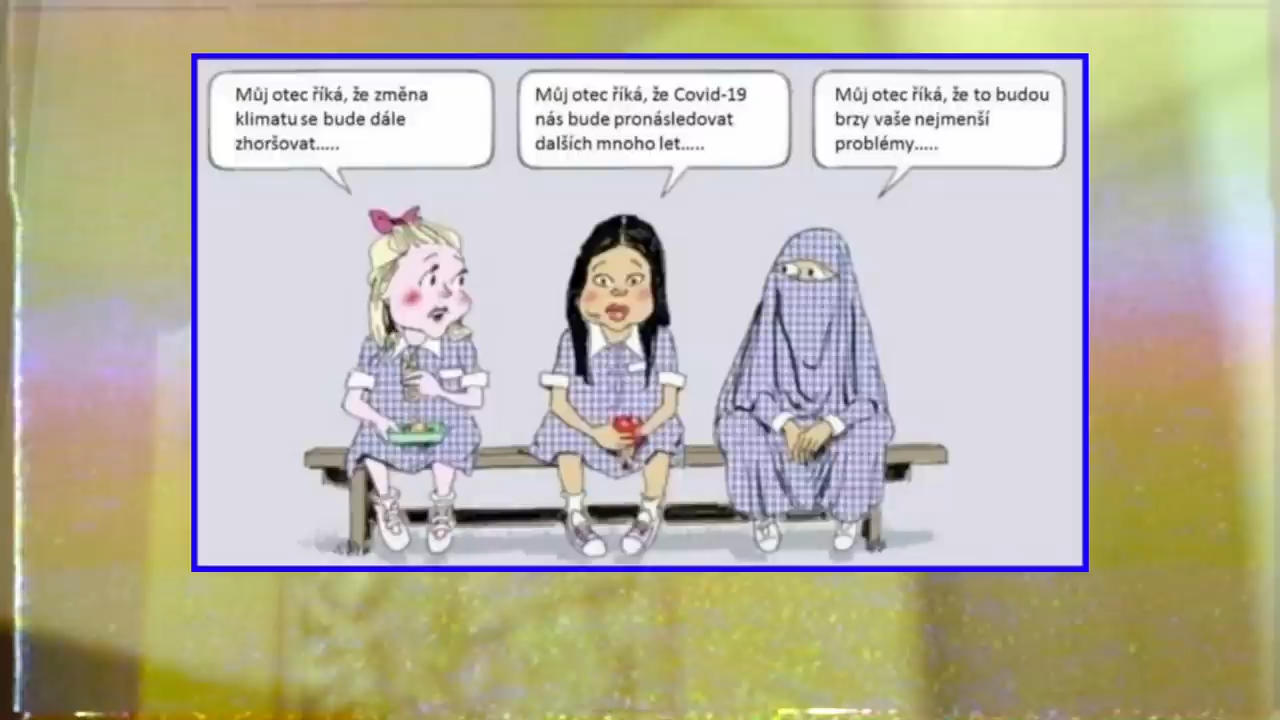 Můj otec říká, že změna
klimatu se bude dále
zhoršovat.....
Můj otec říká, že Covid-19
nás bude pronásledovat
dalších mnoho let.....
Můj otec říká, že to budou
brzy vaše nejmenší
problémy.....